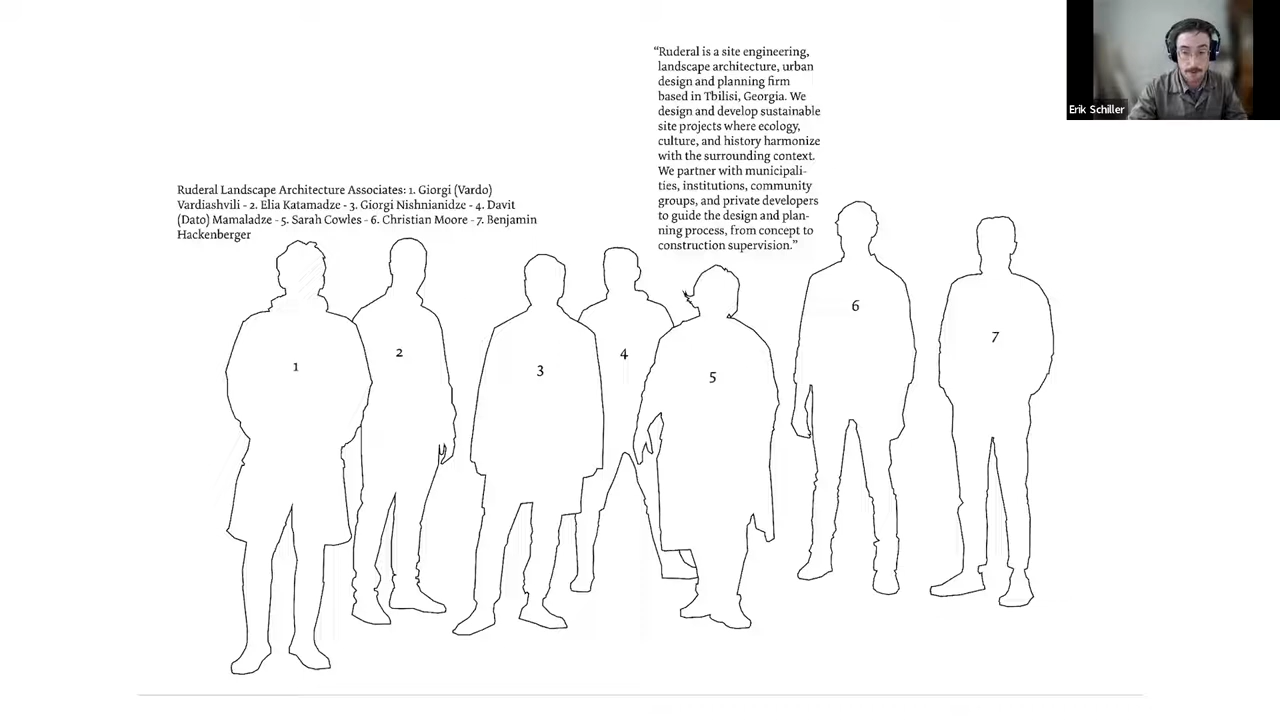 “Ruderal is a site engineering,
landscape architecture, urban
design and planning firm
based in Tbilisi, Georgia. We
design and develop sustainable
site projects where ecology,
culture, and history harmonize
with the surrounding context.
We partner with municipali-
ties, institutions, community
groups, and private developers
to guide the design and plan-
ning process, from concept to
construction supervision.”
Erik Schiller
Ruderal Landscape Architecture Associates: 1. Giorgi (Vardo)
Vardiashvili - 2. Elia Katamadze - 3. Giorgi Nishnianidze - 4. Davit
(Dato) Mamaladze - 5. Sarah Cowles - 6. Christian Moore - 7. Benjamin
Hackenberger
1
2
3
4
5
6
7